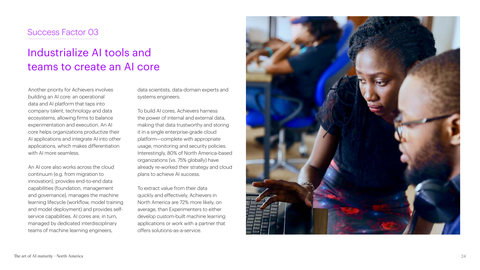 Success Factor 03
Industrialize AI tools and
teams to create an AI core
Another priority for Achievers involves
building an AI core: an operational
data and AI platform that taps into
company talent, technology and data
ecosystems, allowing firms to balance
experimentation and execution. An AI
core helps organizations productize their
AI applications and integrate AI into other
applications, which makes differentiation
with AI more seamless.
An AI core also works across the cloud
continuum (e.g. from migration to
innovation), provides end-to-end data
capabilities (foundation, management
and governance), manages the machine
learning lifecycle (workflow, model training
and model deployment) and provides self-
service capabilities. AI cores are, in turn,
managed by dedicated interdisciplinary
teams of machine learning engineers,
data scientists, data-domain experts and
systems engineers.
To build AI cores, Achievers harness
the power of internal and external data,
making that data trustworthy and storing
it in a single enterprise-grade cloud
platform—complete with appropriate
usage, monitoring and security policies.
Interestingly, 80% of North America-based
organizations (vs. 75% globally) have
already re-worked their strategy and cloud
plans to achieve AI success.
To extract value from their data
quickly and effectively, Achievers in
North America are 72% more likely, on
average, than Experimenters to either
develop custom-built machine learning
applications or work with a partner that
offers solutions-as-a-service.
The art of AI maturity - North America